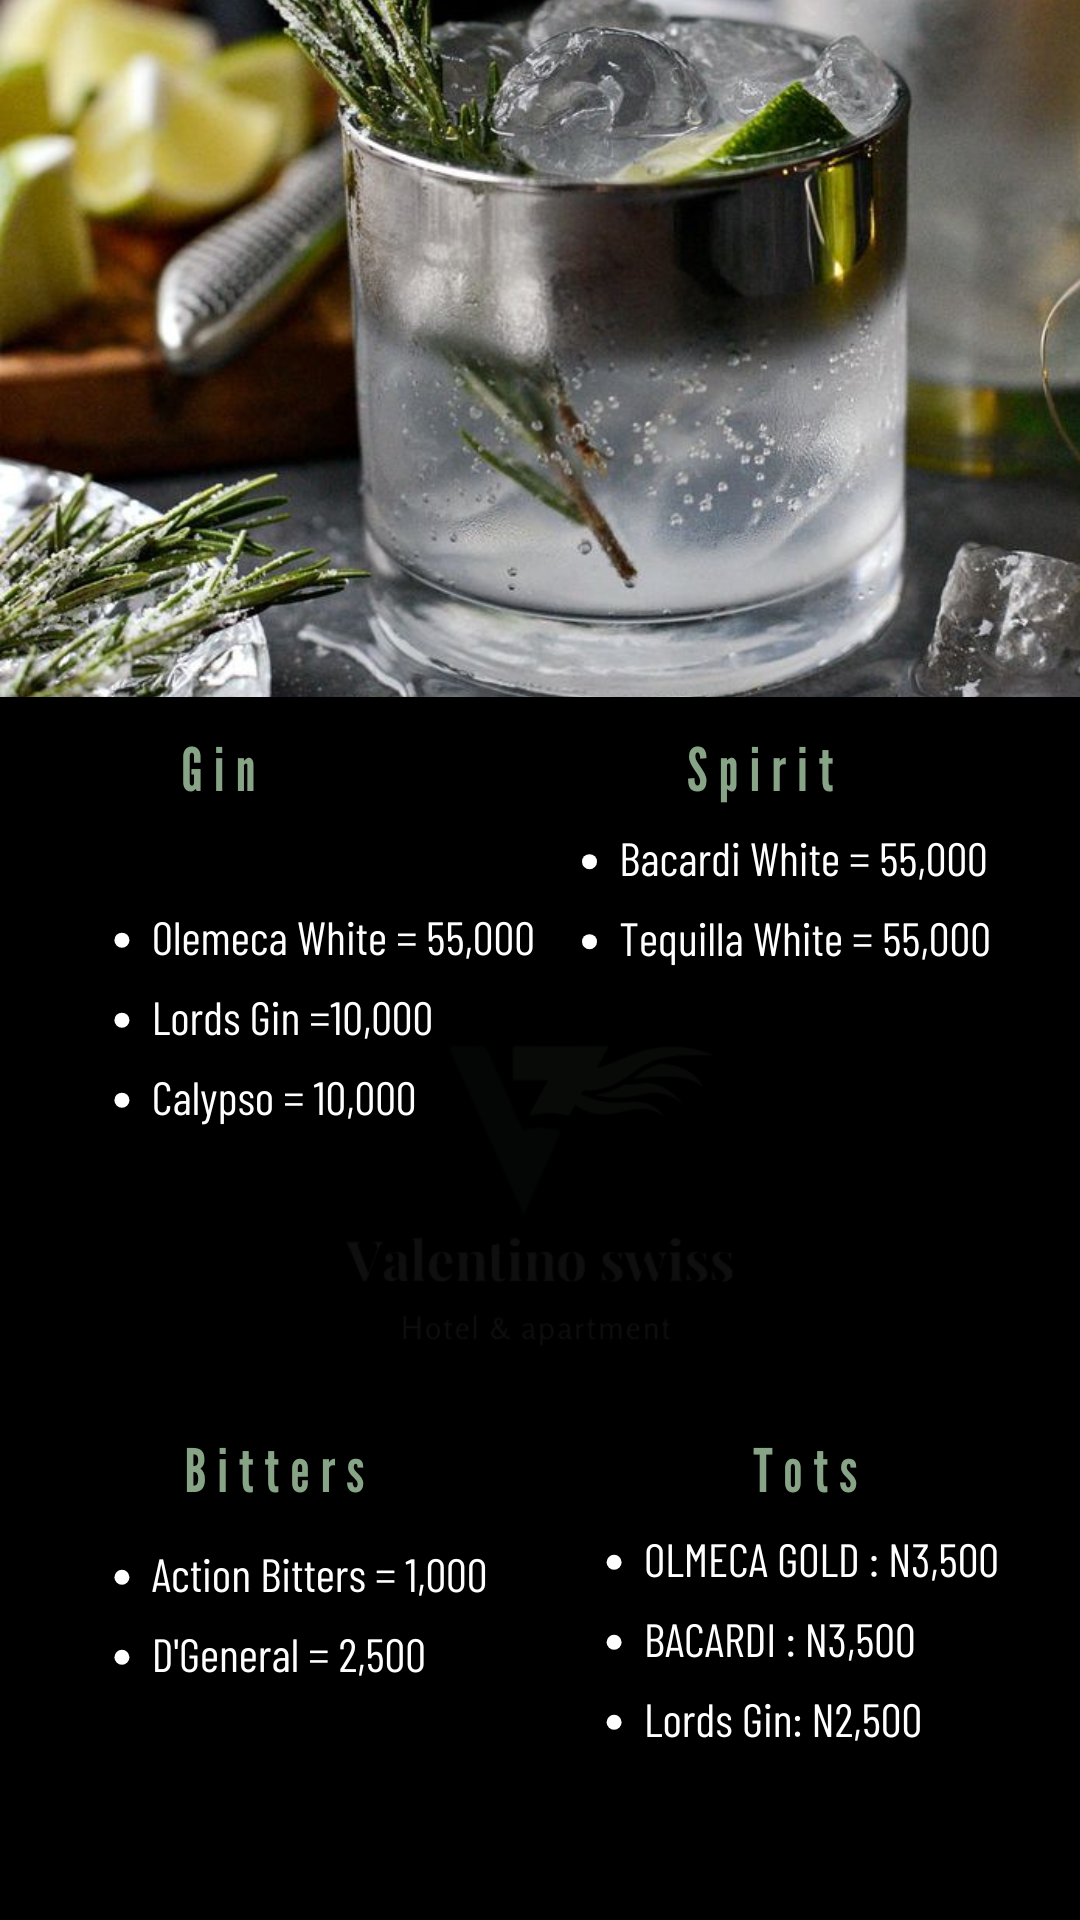 Gin
Olemeca White = 55,000
Lords Gin =10,000
Calypso = 10,000
Spirit
Bacardi White = 55,000
Tequilla White = 55,000
Valentino swiss
Hotel & apartment
Bitters
Action Bitters = 1,000
D'General = 2,500
Tots
OLMECA GOLD : N3,500
BACARDI : N3,500
Lords Gin: N2,500